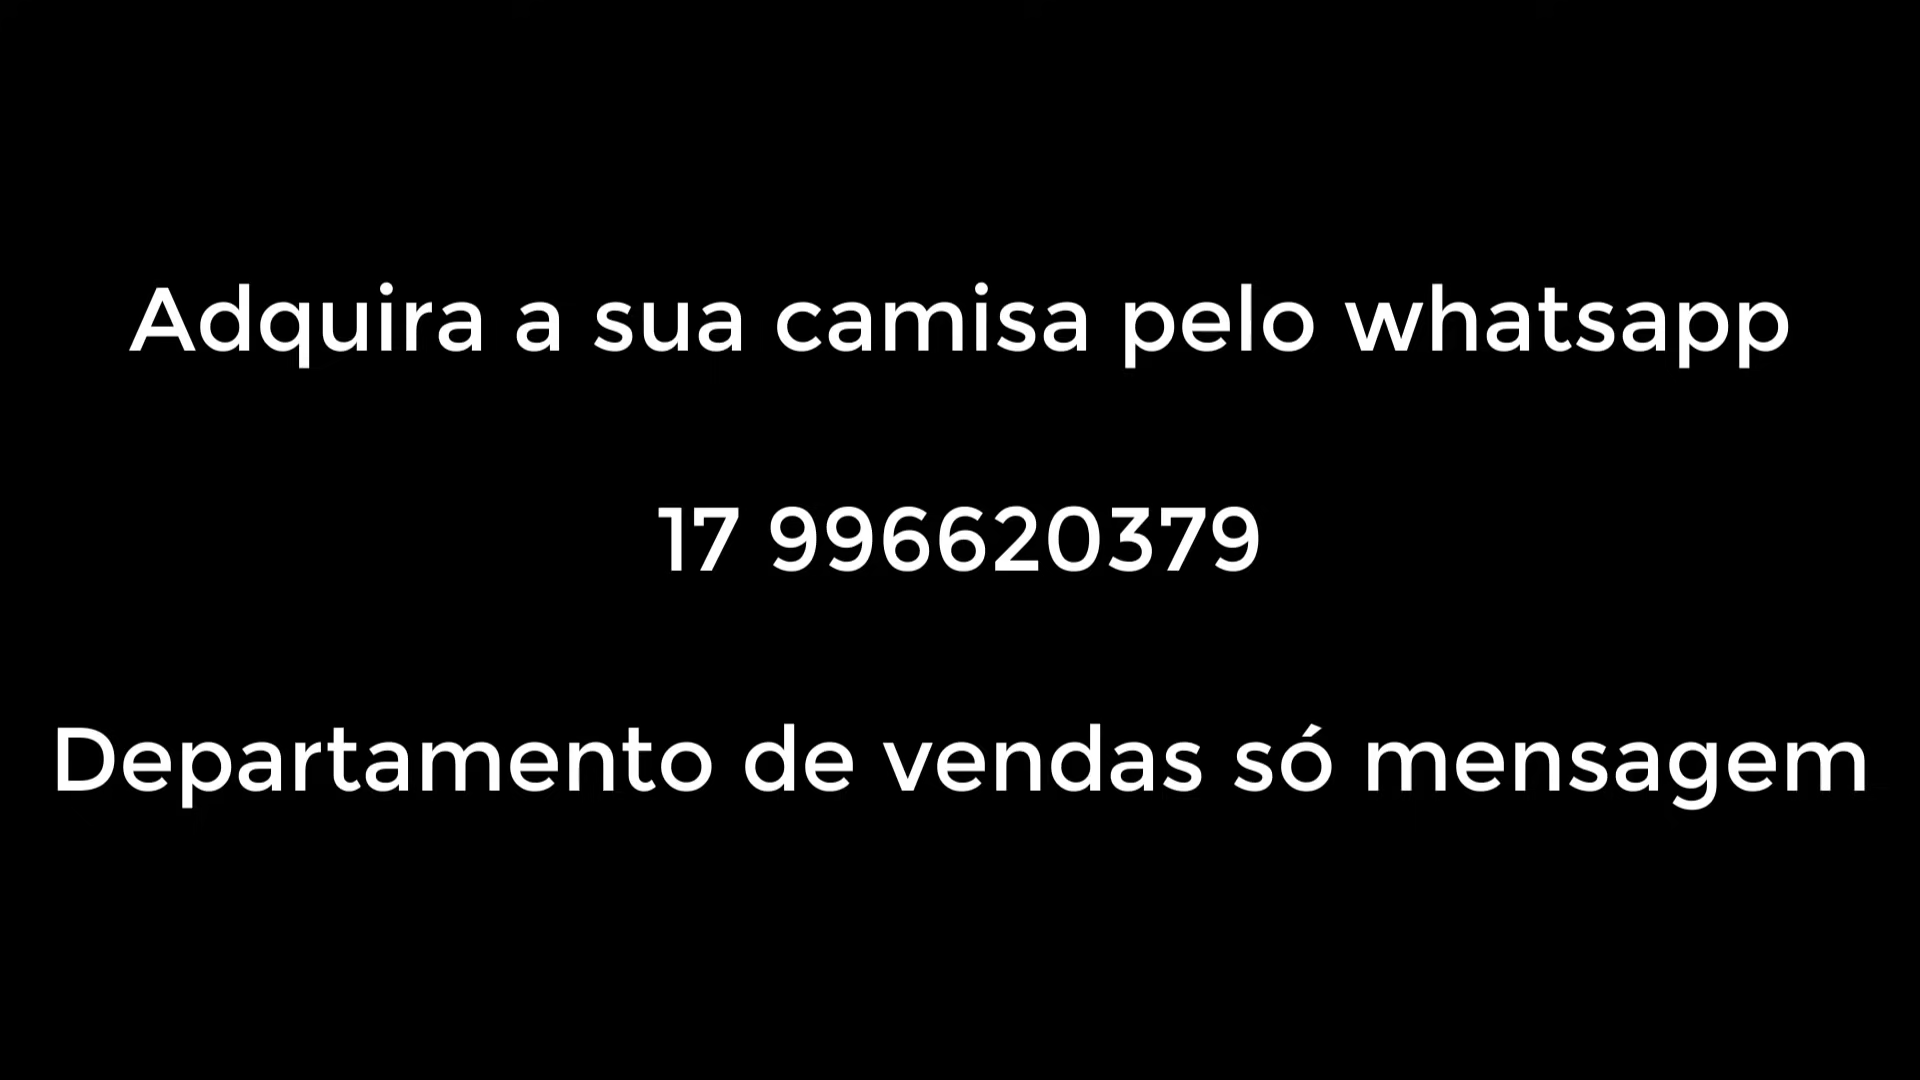 Adquira a sua camisa pelo whatsapp
17 996620379
Departamento de vendas só mensagem